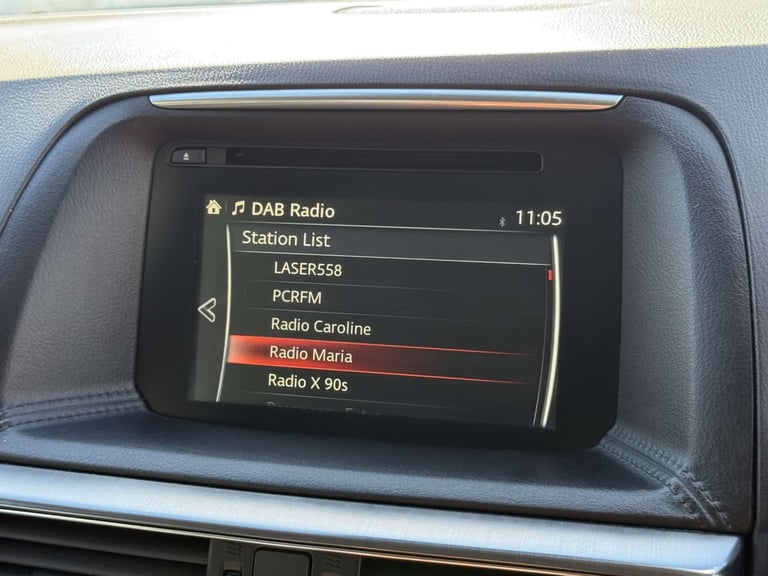 DAB Radio
11:05
Station List
LASER558
PCRFM
Radio Caroline
Radio Maria
Radio X 90s